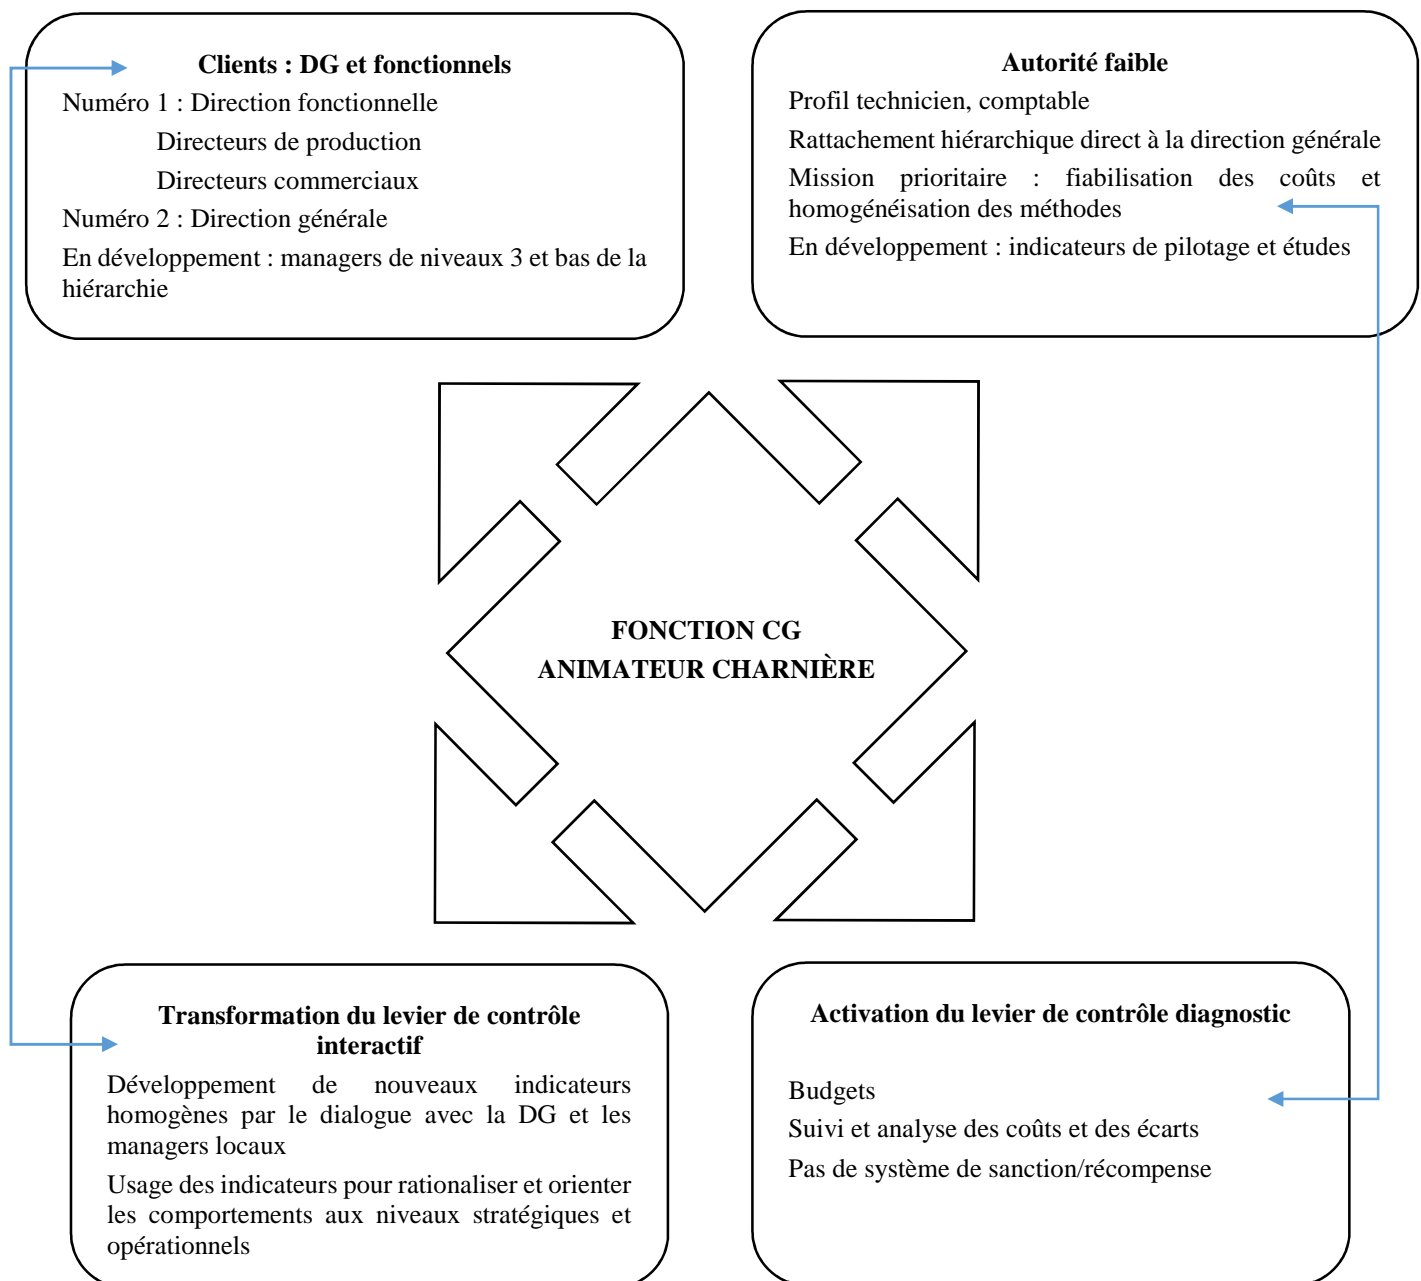 Clients : DG et fonctionnels
Numéro 1 : Direction fonctionnelle
Directeurs de production
Directeurs commerciaux
Numéro 2 : Direction générale
En développement : managers de niveaux 3 et bas de la
hiérarchie
Autorité faible
Profil technicien, comptable
Rattachement hiérarchique direct à la direction générale
Mission prioritaire : fiabilisation des coûts et
homogénéisation des méthodes
En développement : indicateurs de pilotage et études
FONCTION CG
ANIMATEUR CHARNIÈRE
Transformation du levier de contrôle
interactif
Développement de nouveaux indicateurs
homogènes par le dialogue avec la DG et les
managers locaux
Usage des indicateurs pour rationaliser et orienter
les comportements aux niveaux stratégiques et
opérationnels
Activation du levier de contrôle diagnostic
Budgets
Suivi et analyse des coûts et des écarts
Pas de système de sanction/récompense